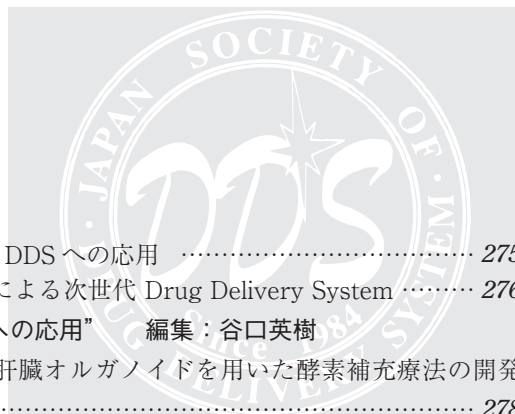 JAPAN SOCIETY OF DRUG DELIVERY SYSTEM
DDS
Since 1984
DDS への応用 …………………………… 275
による次世代 Drug Delivery System ……… 276
への応用” 編集：谷口英樹
肝臓オルガノイドを用いた酵素補充療法の開発
…………………………………………… 278